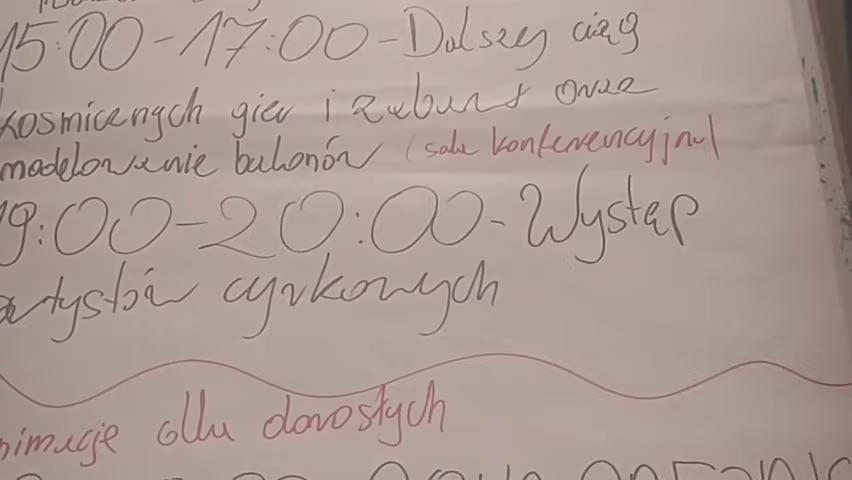 15:00-17:00-Dalszy ciąg
kosmicznych gier i zabaw oraz
modelowanie balonów (sala konferencyjna)
19:00-20:00-Występ
artystów cyrkowych
nimacje dla dorosłych